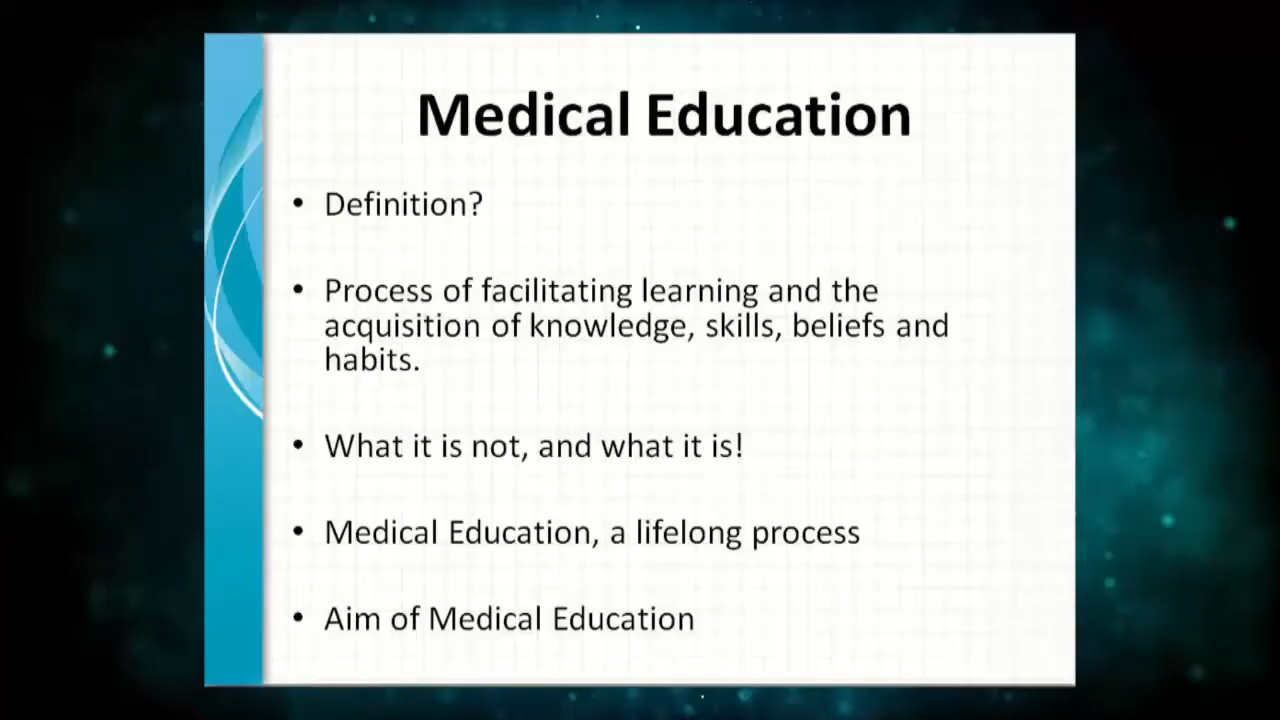 Medical Education
• Definition?
• Process of facilitating learning and the
acquisition of knowledge, skills, beliefs and
habits.
• What it is not, and what it is!
• Medical Education, a lifelong process
• Aim of Medical Education